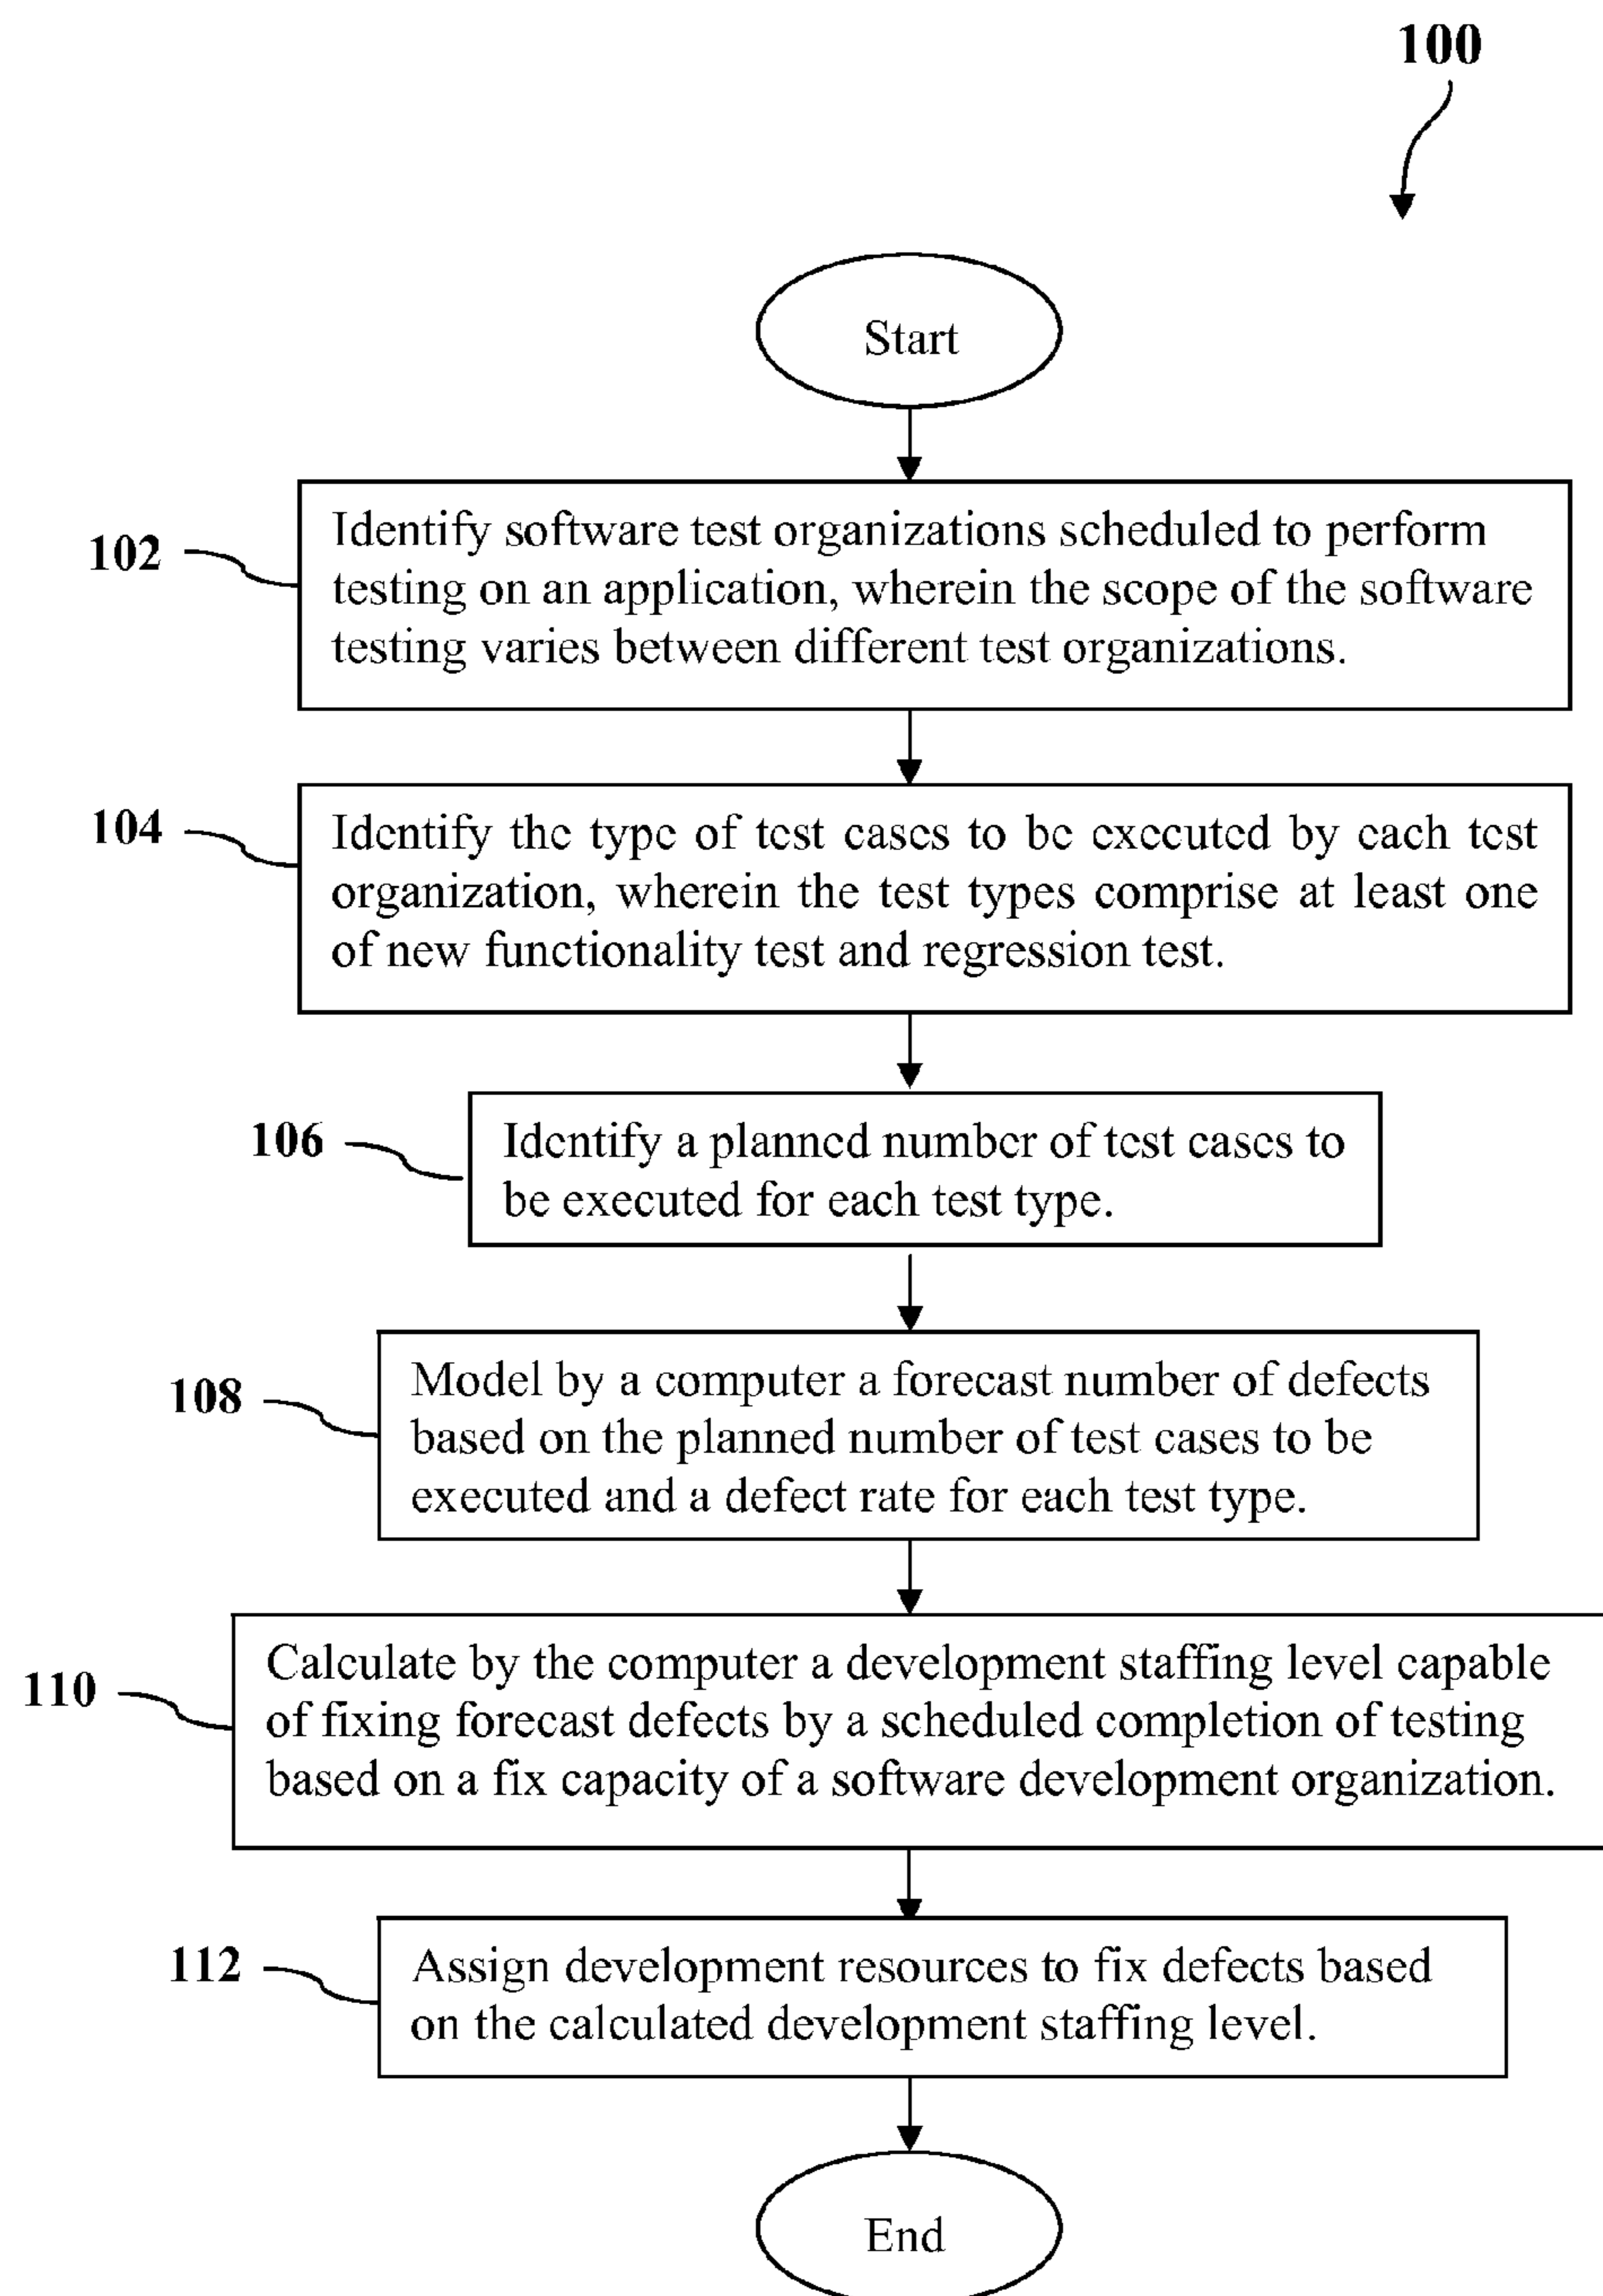 100
Start
102
Identify software test organizations scheduled to perform
testing on an application, wherein the scope of the software
testing varies between different test organizations.
104
Identify the type of test cases to be executed by each test
organization, wherein the test types comprise at least one
of new functionality test and regression test.
106
Identify a planned number of test cases to
be executed for each test type.
108
Model by a computer a forecast number of defects
based on the planned number of test cases to be
executed and a defect rate for each test type.
110
Calculate by the computer a development staffing level capable
of fixing forecast defects by a scheduled completion of testing
based on a fix capacity of a software development organization.
112
Assign development resources to fix defects based
on the calculated development staffing level.
End